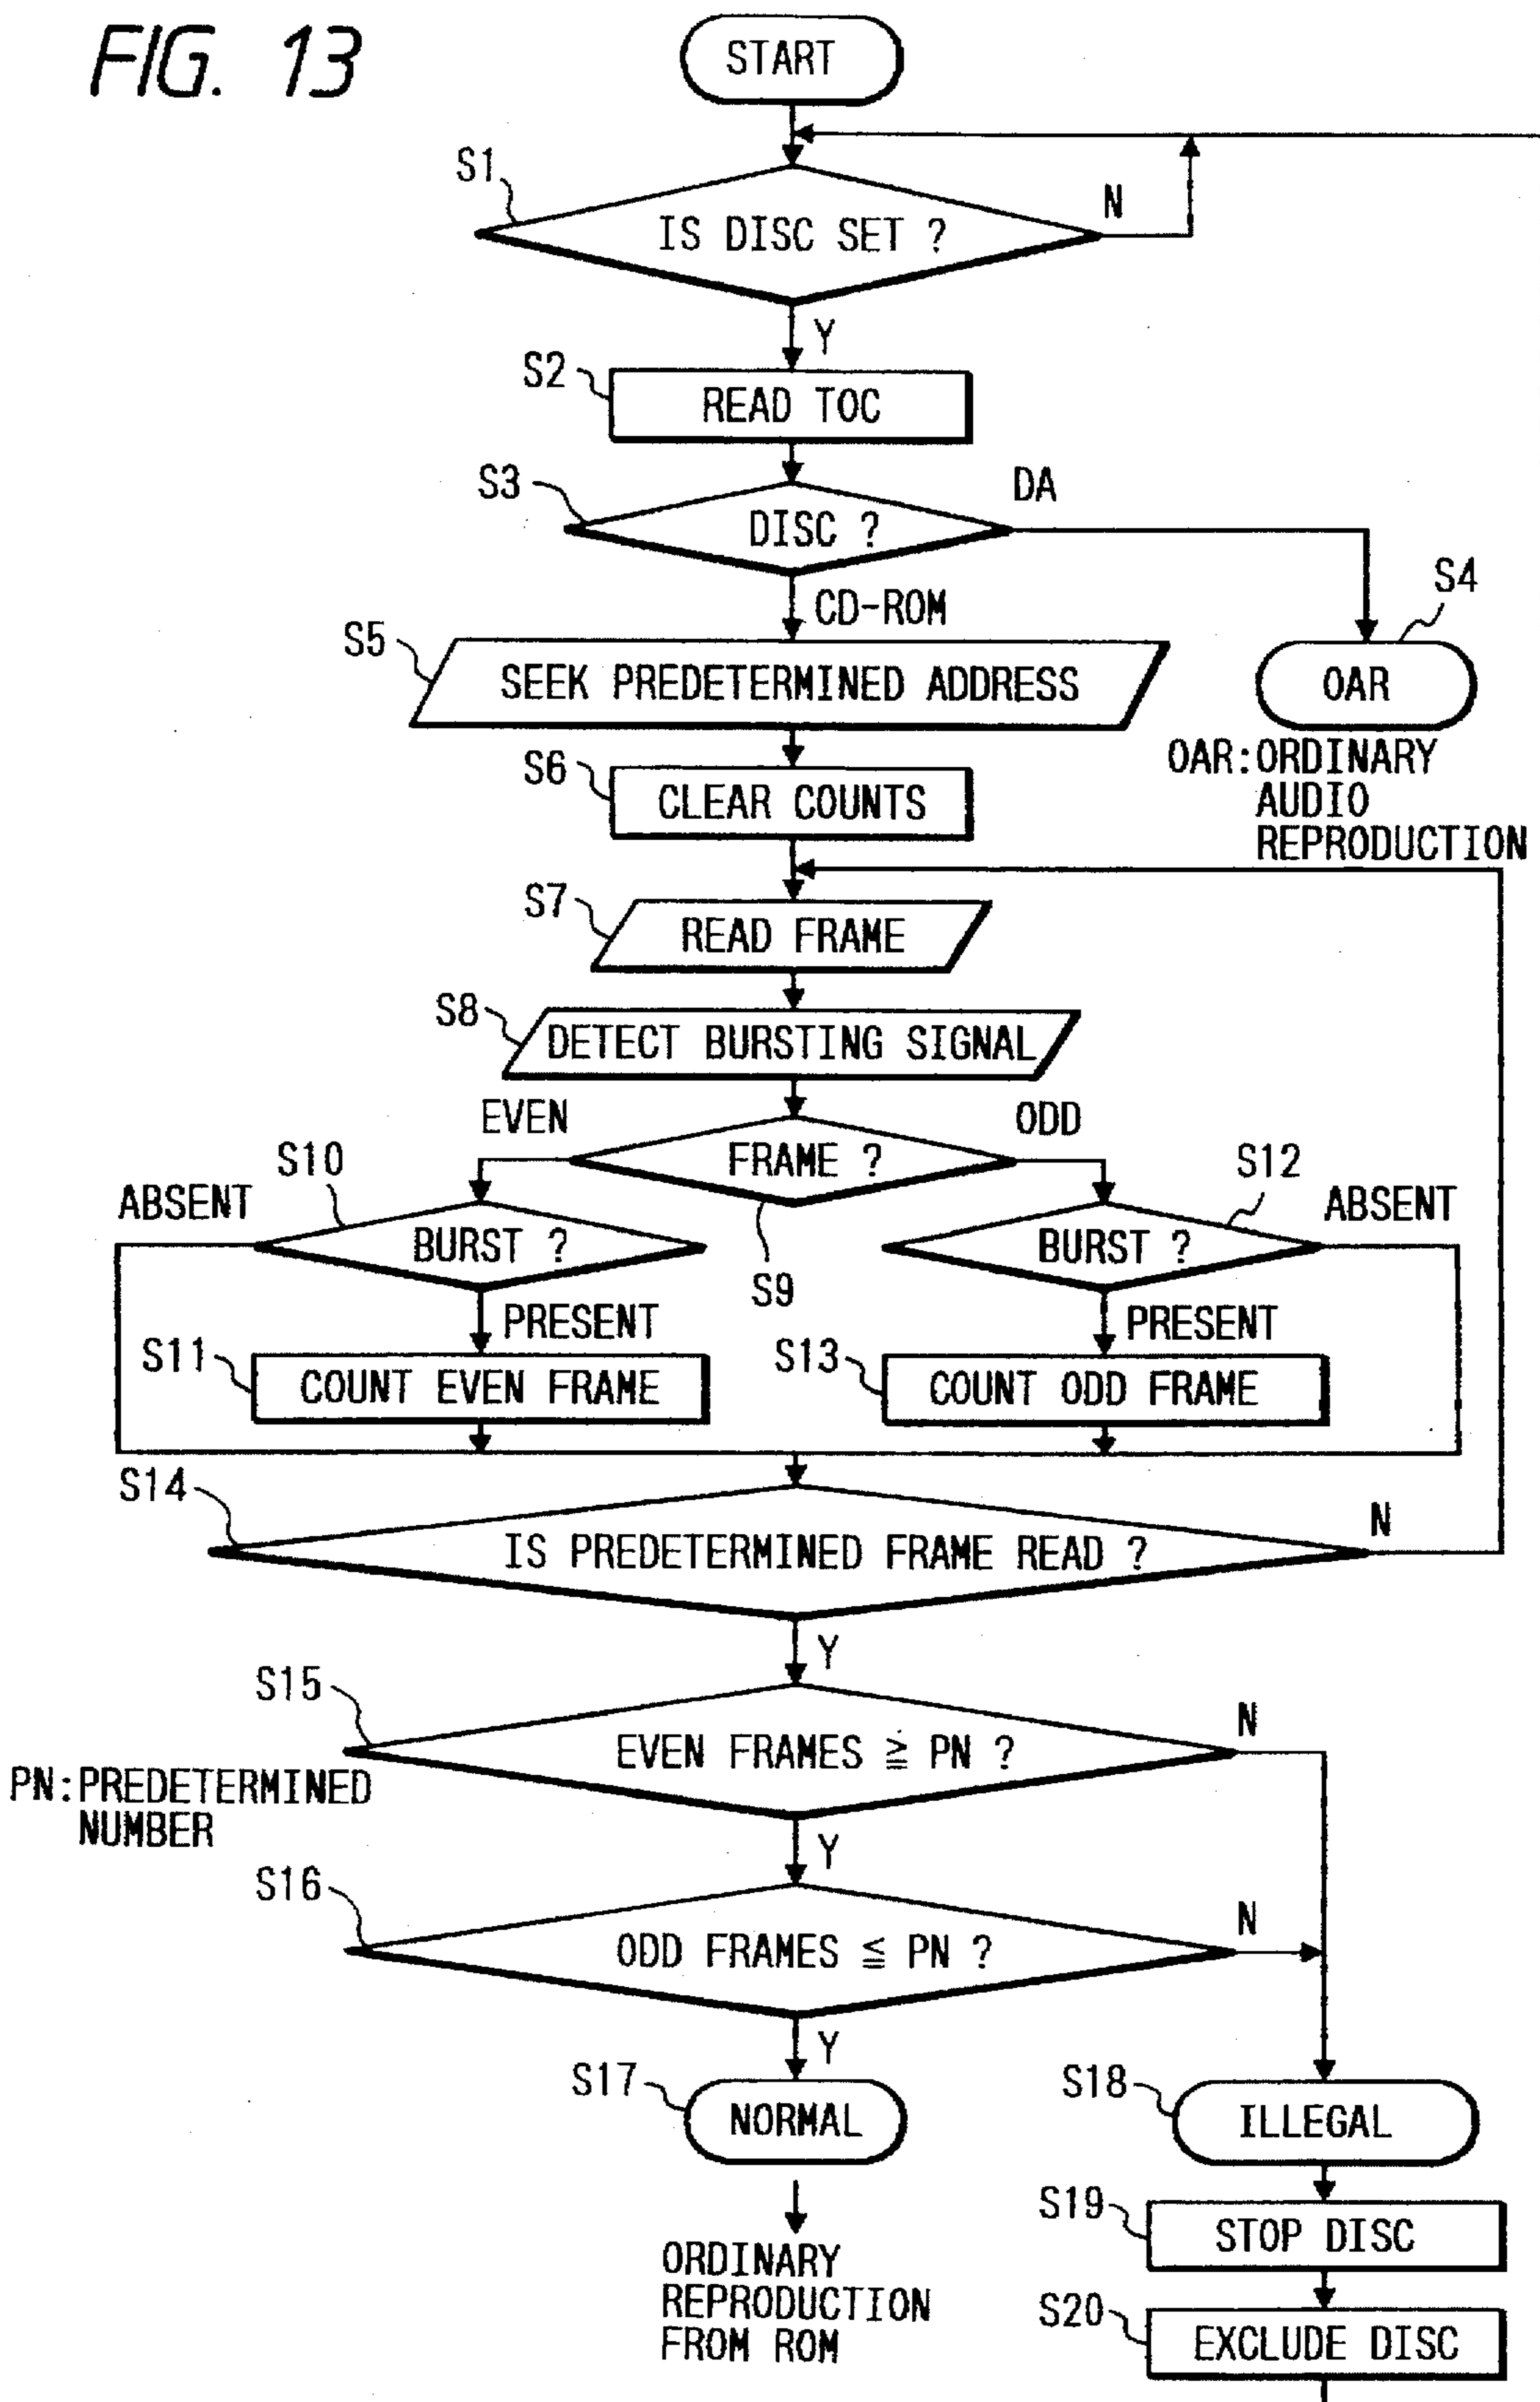 FIG. 13
START
S1
IS DISC SET ?
N
Y
S2
READ TOC
S3
DISC ?
DA
CD-ROM
S4
OAR
OAR:ORDINARY
AUDIO
REPRODUCTION
S5
SEEK PREDETERMINED ADDRESS
S6
CLEAR COUNTS
S7
READ FRAME
S8
DETECT BURSTING SIGNAL
EVEN
ODD
FRAME ?
S9
S10
ABSENT
BURST ?
PRESENT
S12
ABSENT
BURST ?
PRESENT
S11
COUNT EVEN FRAME
S13
COUNT ODD FRAME
S14
IS PREDETERMINED FRAME READ ?
N
Y
S15
EVEN FRAMES ≧ PN ?
N
PN:PREDETERMINED
NUMBER
Y
S16
ODD FRAMES ≦ PN ?
N
Y
S17
NORMAL
S18
ILLEGAL
ORDINARY
REPRODUCTION
FROM ROM
S19
STOP DISC
S20
EXCLUDE DISC